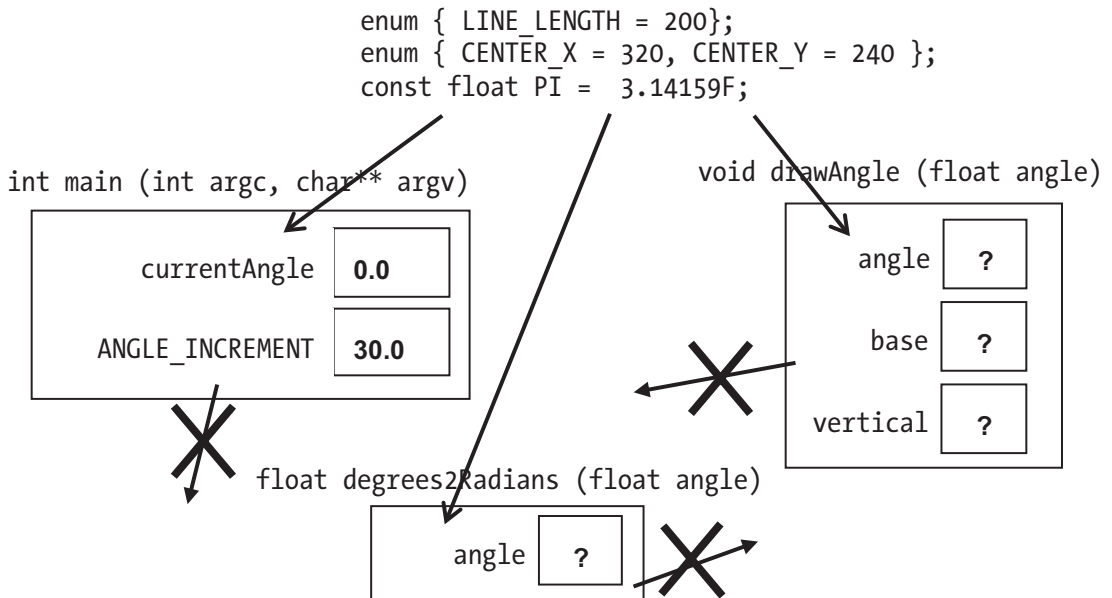 enum { LINE_LENGTH = 200};
enum { CENTER_X = 320, CENTER_Y = 240 };
const float PI =  3.14159F;
int main (int argc, char** argv)
currentAngle 0.0
ANGLE_INCREMENT 30.0
void drawAngle (float angle)
angle ?
base ?
vertical ?
float degrees2Radians (float angle)
angle ?